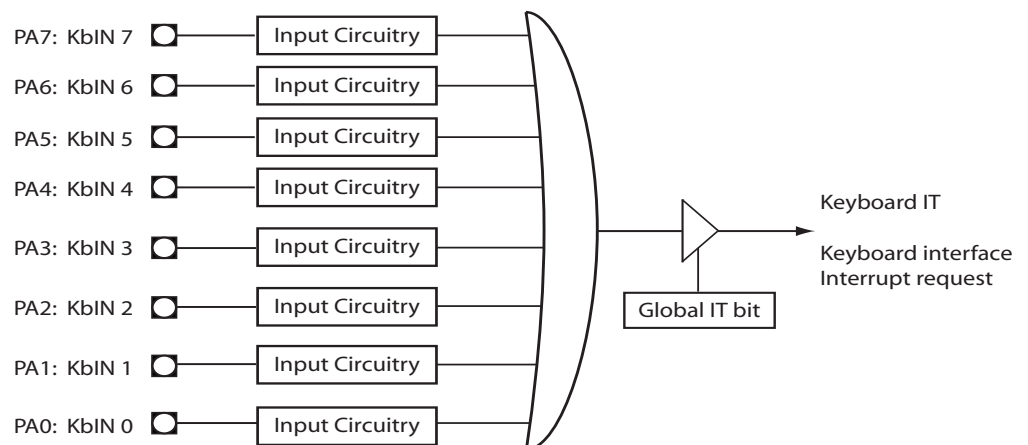 PA7: KbIN 7
Input Circuitry
PA6: KbIN 6
Input Circuitry
PA5: KbIN 5
Input Circuitry
PA4: KbIN 4
Input Circuitry
PA3: KbIN 3
Input Circuitry
PA2: KbIN 2
Input Circuitry
PA1: KbIN 1
Input Circuitry
PA0: KbIN 0
Input Circuitry
Keyboard IT
Keyboard interface
Interrupt request
Global IT bit